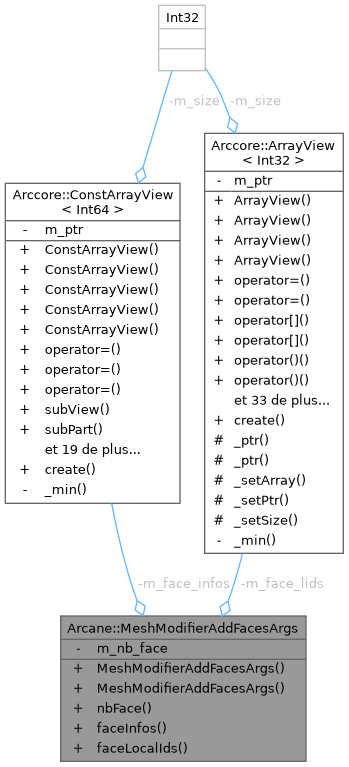 Int32
-m_size
-m_size
Arccore::ArrayView
< Int32 >
- m_ptr
+ ArrayView()
+ ArrayView()
+ ArrayView()
+ ArrayView()
+ operator=()
+ operator=()
+ operator[]()
+ operator[]()
+ operator()()
+ operator()()
et 33 de plus...
+ create()
# _ptr()
# _ptr()
# _setArray()
# _setPtr()
# _setSize()
- _min()
Arccore::ConstArrayView
< Int64 >
- m_ptr
+ ConstArrayView()
+ ConstArrayView()
+ ConstArrayView()
+ ConstArrayView()
+ ConstArrayView()
+ operator=()
+ operator=()
+ operator=()
+ subView()
+ subPart()
et 19 de plus...
+ create()
- _min()
-m_face_infos
-m_face_lids
Arcane::MeshModifierAddFacesArgs
- m_nb_face
+ MeshModifierAddFacesArgs()
+ MeshModifierAddFacesArgs()
+ nbFace()
+ faceInfos()
+ faceLocalIds()